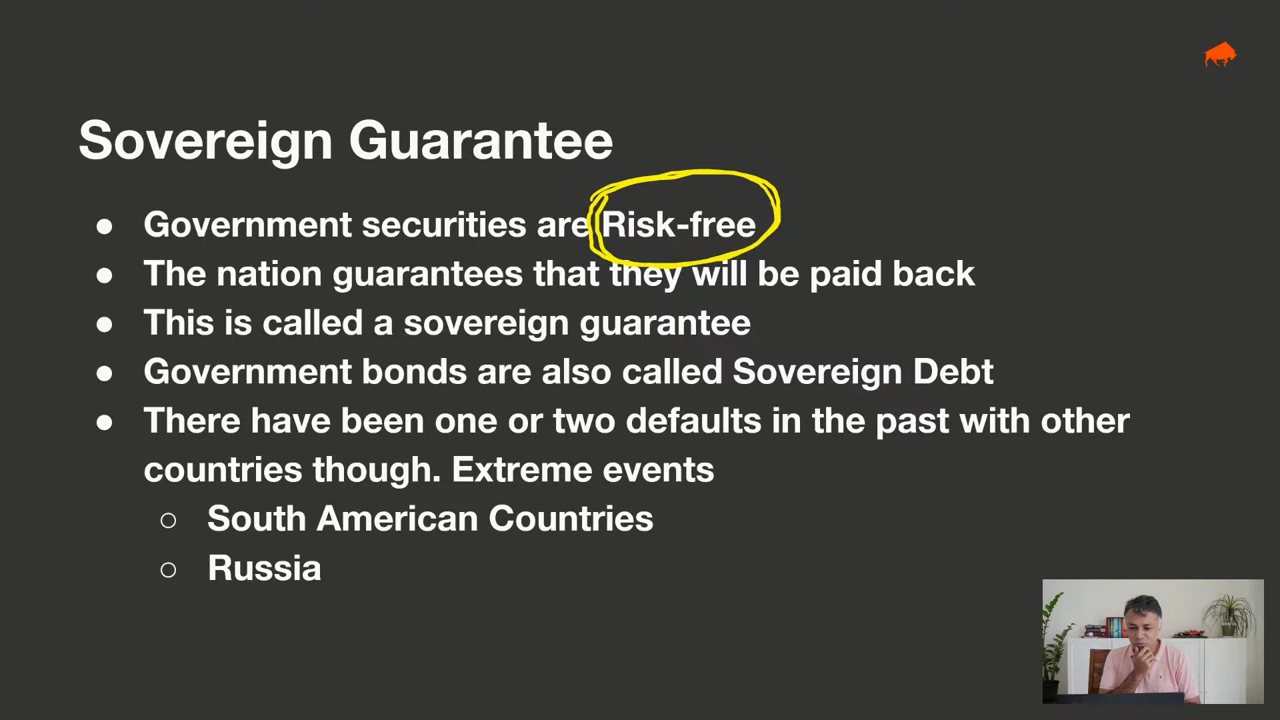 Sovereign Guarantee
● Government securities are Risk-free
● The nation guarantees that they will be paid back
● This is called a sovereign guarantee
● Government bonds are also called Sovereign Debt
● There have been one or two defaults in the past with other
countries though. Extreme events
○ South American Countries
○ Russia